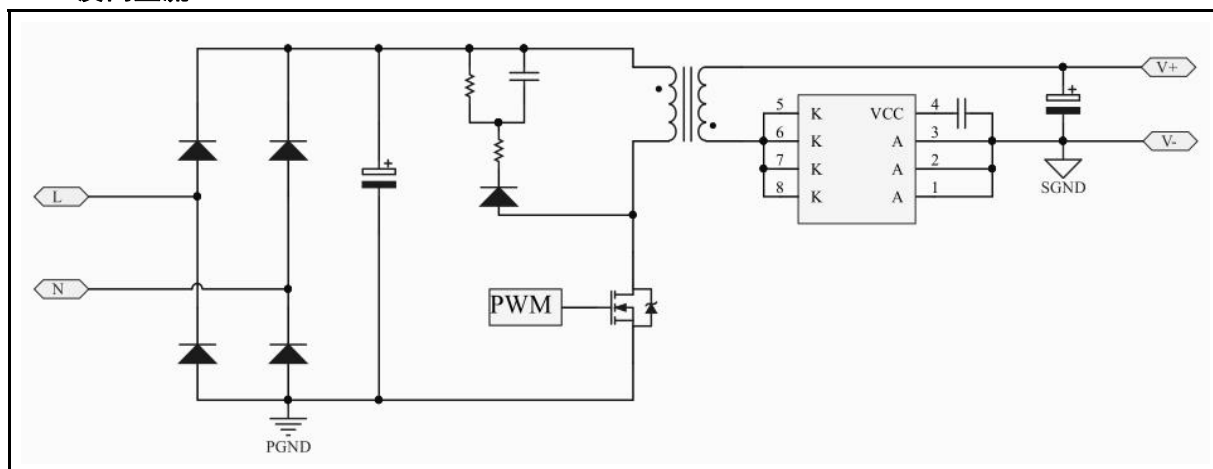 V+
5 K VCC 4
6 K A 3
V-
7 K A 2
SGND
8 K A 1
L
N
PWM
PGND